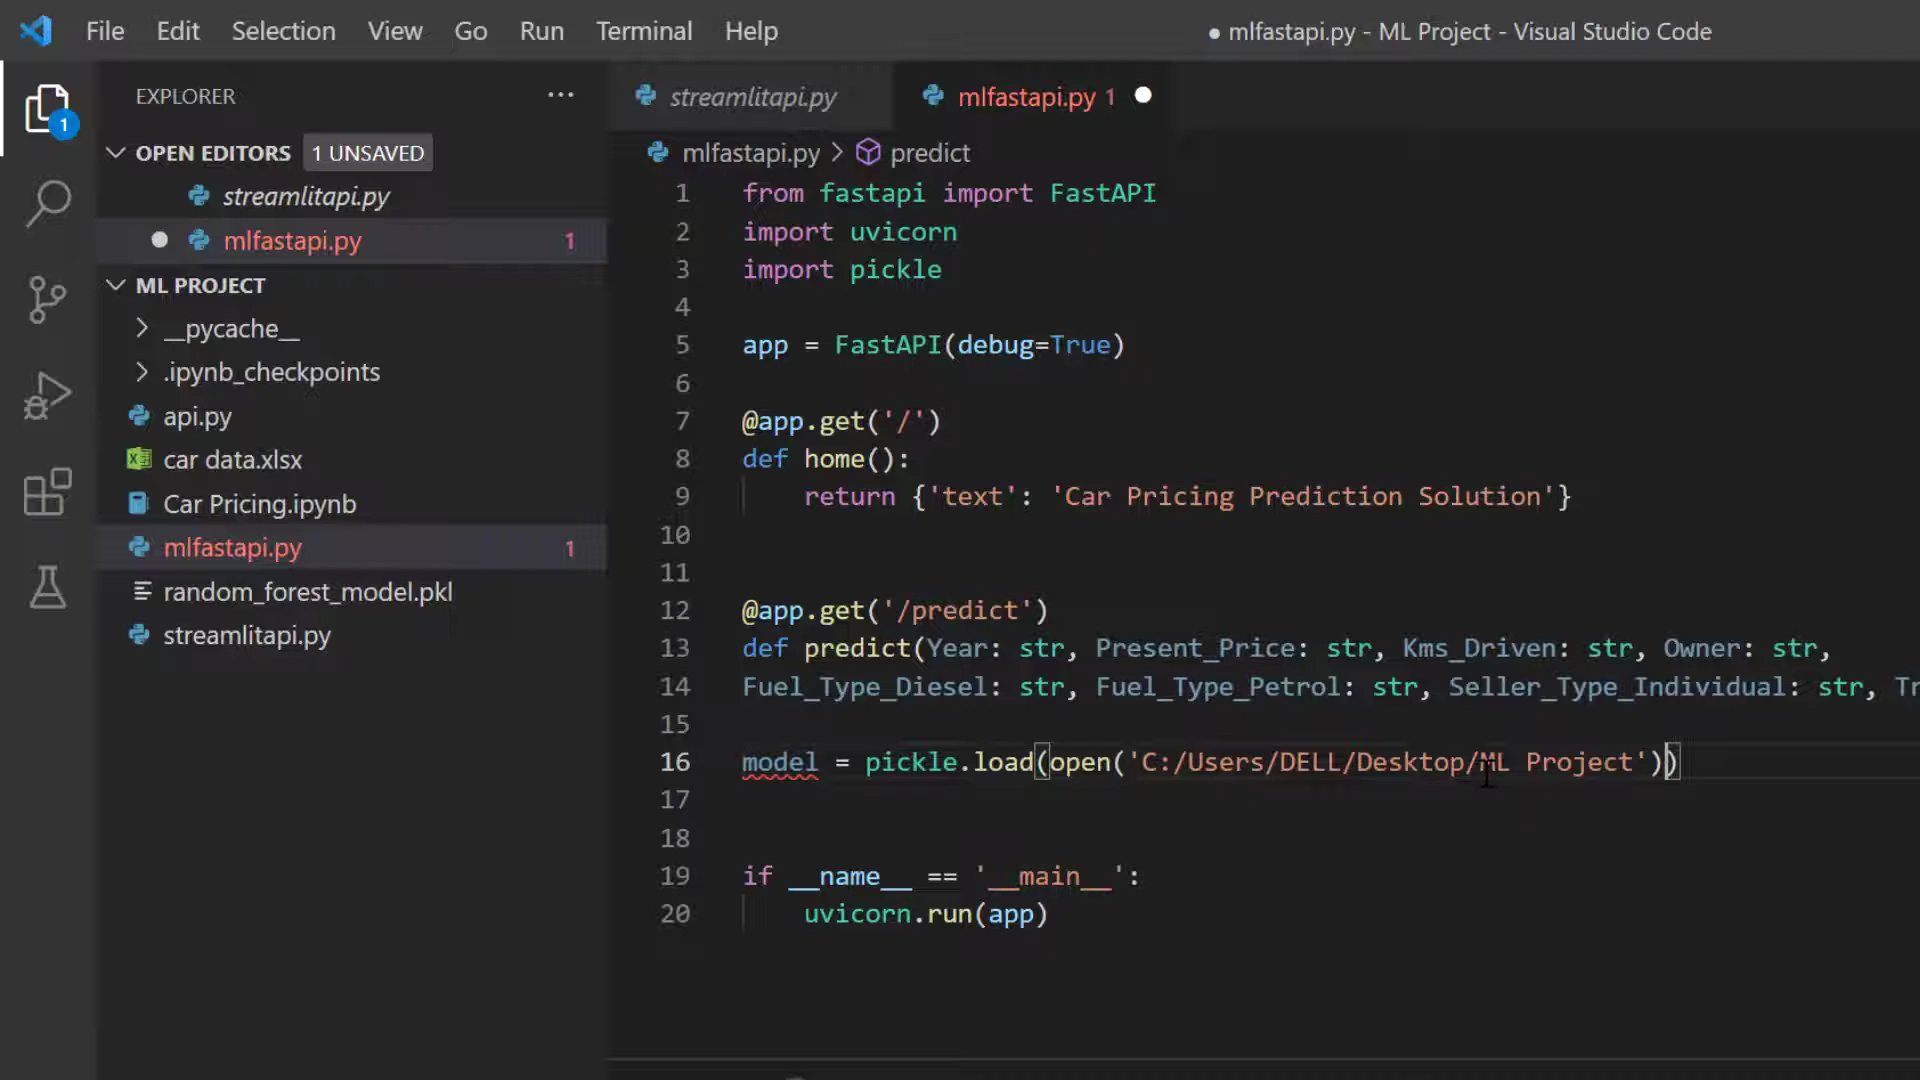 File Edit Selection View Go Run Terminal Help
● mlfastapi.py - ML Project - Visual Studio Code
EXPLORER ...
1
OPEN EDITORS 1 UNSAVED
streamlitapi.py
mlfastapi.py 1
ML PROJECT
__pycache__
.ipynb_checkpoints
api.py
car data.xlsx
Car Pricing.ipynb
mlfastapi.py 1
random_forest_model.pkl
streamlitapi.py
streamlitapi.py mlfastapi.py 1
mlfastapi.py > predict
1 from fastapi import FastAPI
2 import uvicorn
3 import pickle
4
5 app = FastAPI(debug=True)
6
7 @app.get('/')
8 def home():
9 return {'text': 'Car Pricing Prediction Solution'}
10
11
12 @app.get('/predict')
13 def predict(Year: str, Present_Price: str, Kms_Driven: str, Owner: str,
14 Fuel_Type_Diesel: str, Fuel_Type_Petrol: str, Seller_Type_Individual: str, Tr
15
16 model = pickle.load(open('C:/Users/DELL/Desktop/ML Project'))
17
18
19 if __name__ == '__main__':
20 uvicorn.run(app)